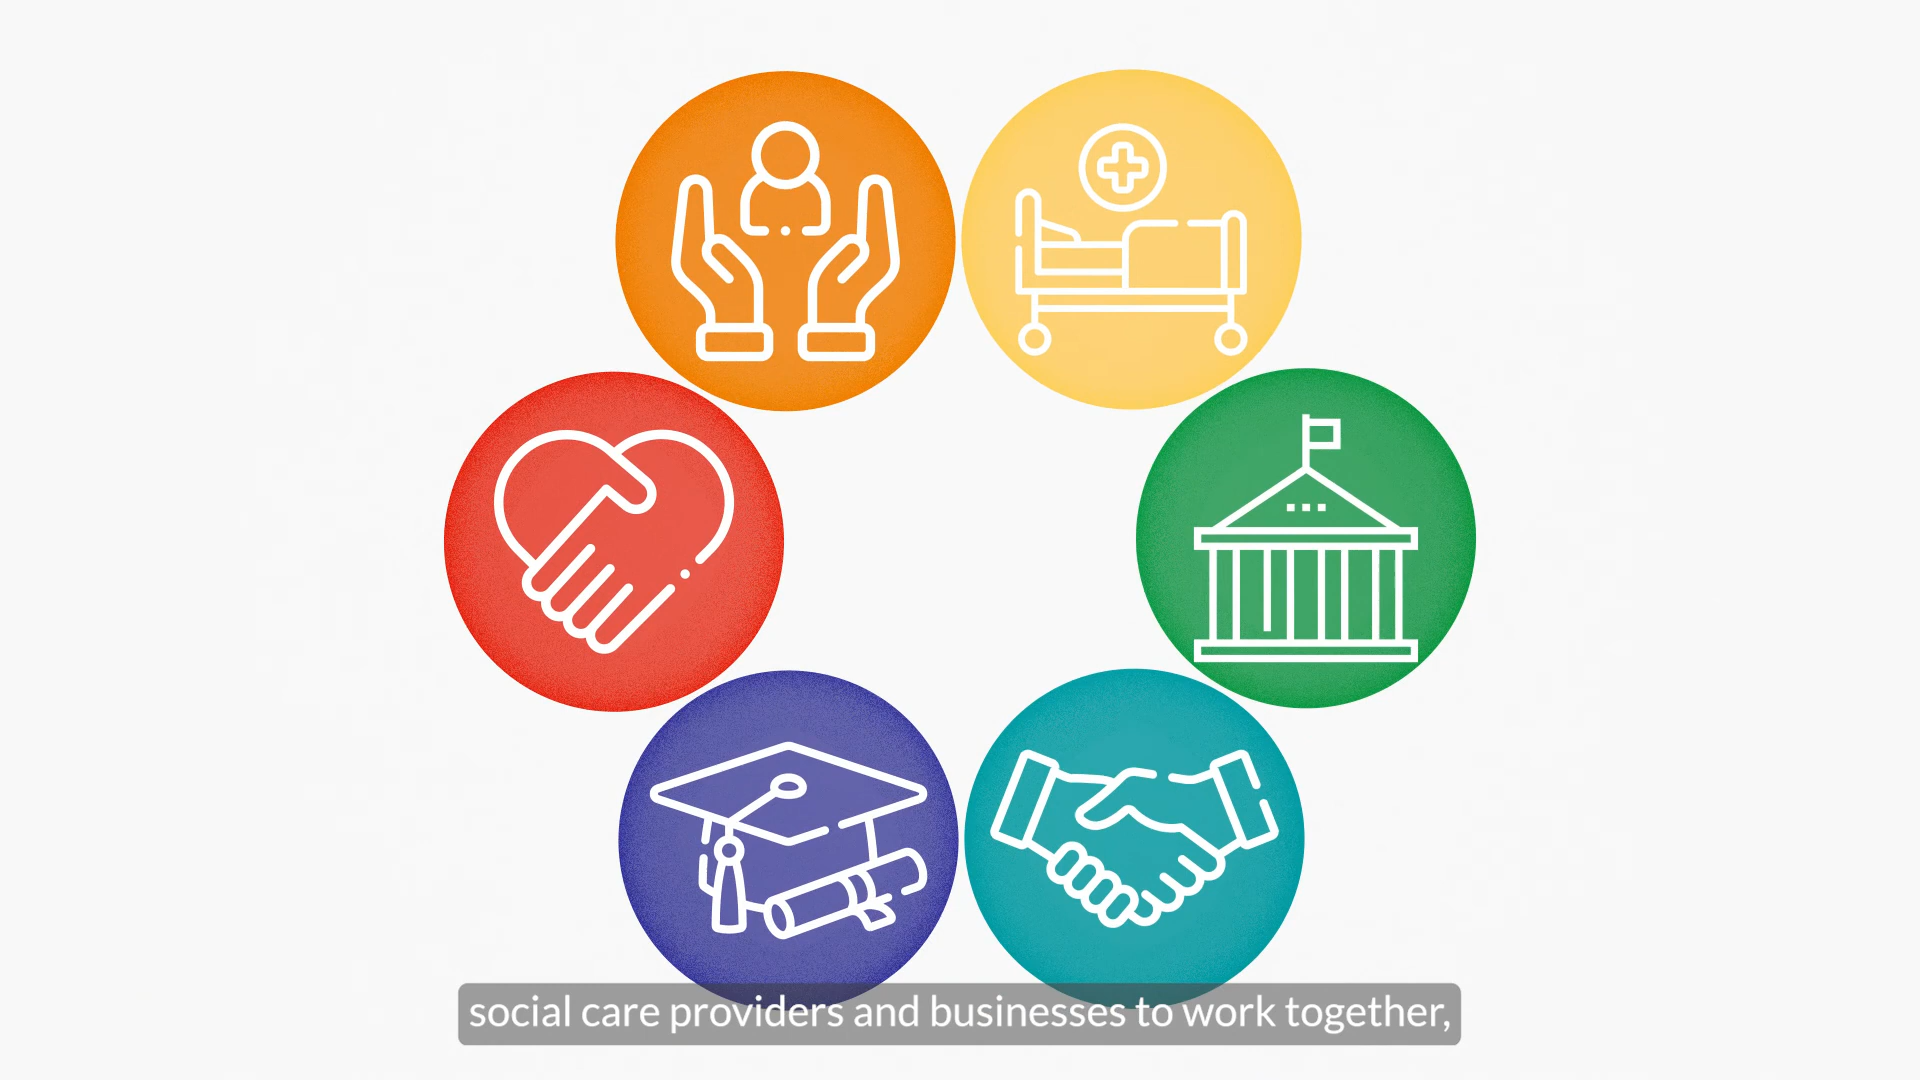 social care providers and businesses to work together,